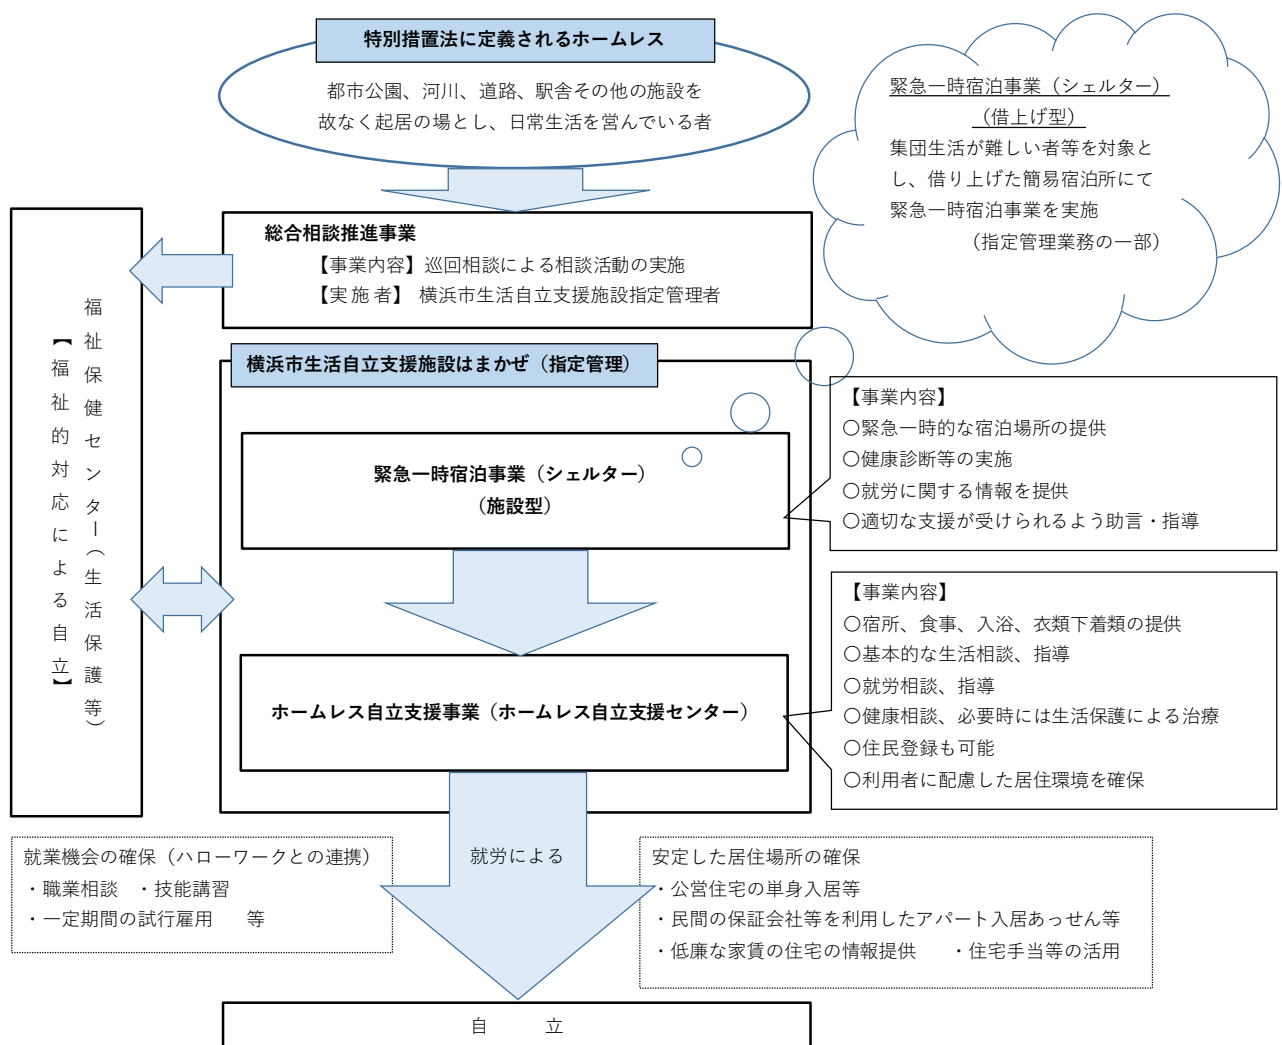 特別措置法に定義されるホームレス
都市公園、河川、道路、駅舎その他の施設を
故なく起居の場とし、日常生活を営んでいる者
緊急一時宿泊事業（シェルター）
（借上げ型）
集団生活が難しい者等を対象と
し、借り上げた簡易宿泊所にて
緊急一時宿泊事業を実施
（指定管理業務の一部）
総合相談推進事業
【事業内容】巡回相談による相談活動の実施
【実 施 者】 横浜市生活自立支援施設指定管理者
福祉保健センター（生活保護等）
【福祉的対応による自立】
横浜市生活自立支援施設はまかぜ（指定管理）
緊急一時宿泊事業（シェルター）
（施設型）
【事業内容】
〇緊急一時的な宿泊場所の提供
〇健康診断等の実施
〇就労に関する情報を提供
〇適切な支援が受けられるよう助言・指導
ホームレス自立支援事業（ホームレス自立支援センター）
【事業内容】
〇宿所、食事、入浴、衣類下着類の提供
〇基本的な生活相談、指導
〇就労相談、指導
〇健康相談、必要時には生活保護による治療
〇住民登録も可能
〇利用者に配慮した居住環境を確保
就業機会の確保（ハローワークとの連携）
・職業相談　・技能講習
・一定期間の試行雇用　　等
就労による
安定した居住場所の確保
・公営住宅の単身入居等
・民間の保証会社等を利用したアパート入居あっせん等
・低廉な家賃の住宅の情報提供　　・住宅手当等の活用
自　　　立